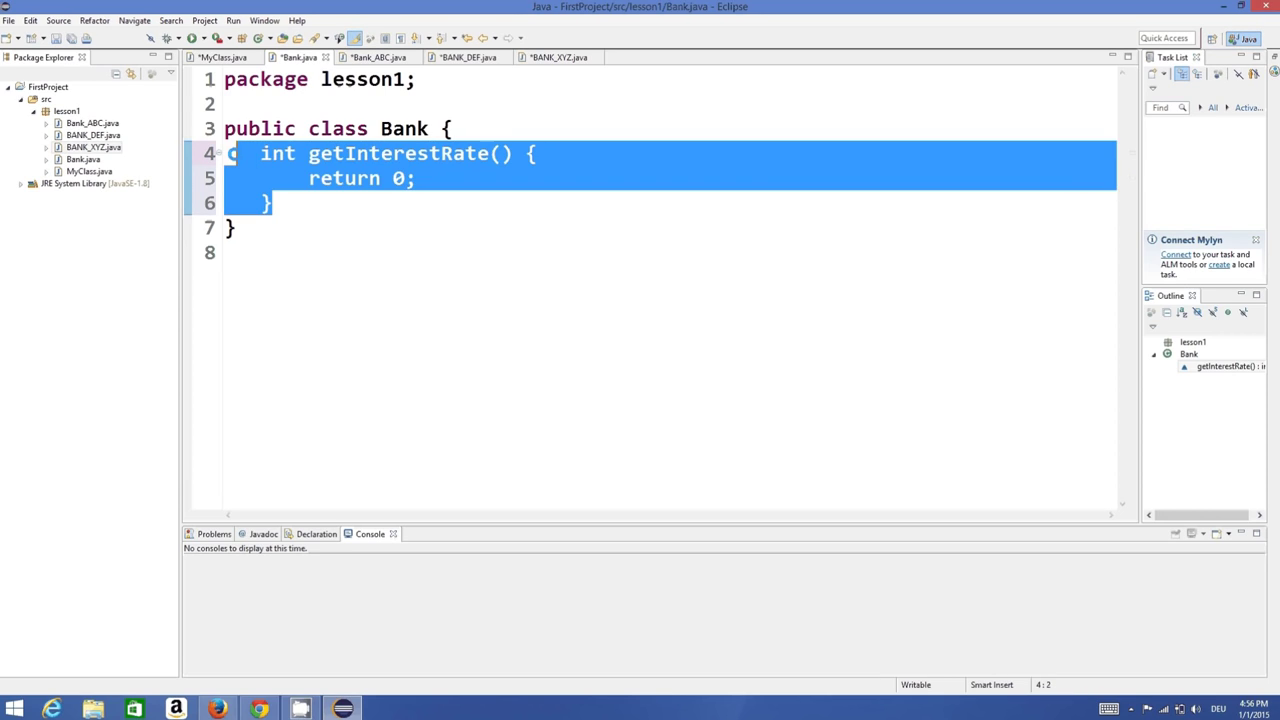 Java - FirstProject/src/lesson1/Bank.java - Eclipse
File Edit Source Refactor Navigate Search Project Run Window Help
Quick Access
Java
Package Explorer
*MyClass.java
*Bank.java
*Bank_ABC.java
*BANK_DEF.java
*BANK_XYZ.java
Task List
FirstProject
src
lesson1
Bank_ABC.java
BANK_DEF.java
BANK_XYZ.java
Bank.java
MyClass.java
JRE System Library [JavaSE-1.8]
1 package lesson1;
2
3 public class Bank {
4 int getInterestRate() {
5 return 0;
6 }
7 }
8
Find
All
Activa...
Connect Mylyn
Connect to your task and
ALM tools or create a local
task.
Outline
lesson1
Bank
getInterestRate() : in
Problems
Javadoc
Declaration
Console
No consoles to display at this time.
Writable
Smart Insert
4 : 2
DEU
4:56 PM
1/1/2015